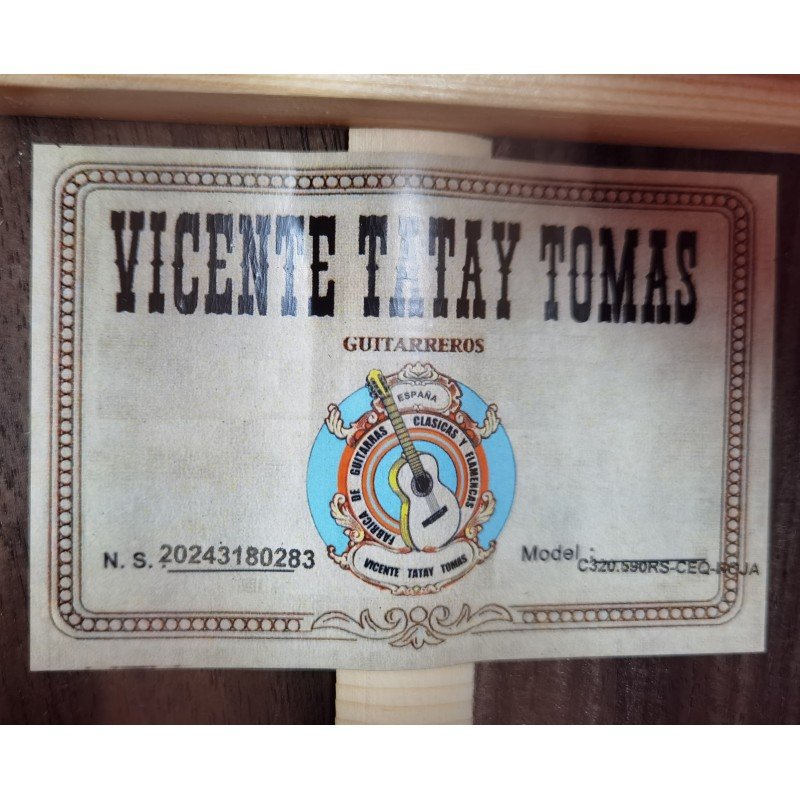 VICENTE TATAY TOMAS
GUITARREROS
ESPAÑA
FABRICA DE GUITARRAS CLASICAS Y FLAMENCAS
VICENTE TATAY TOMAS
N. S. : 20243180283
Model :
C320.590RS-CEQ-ROJA